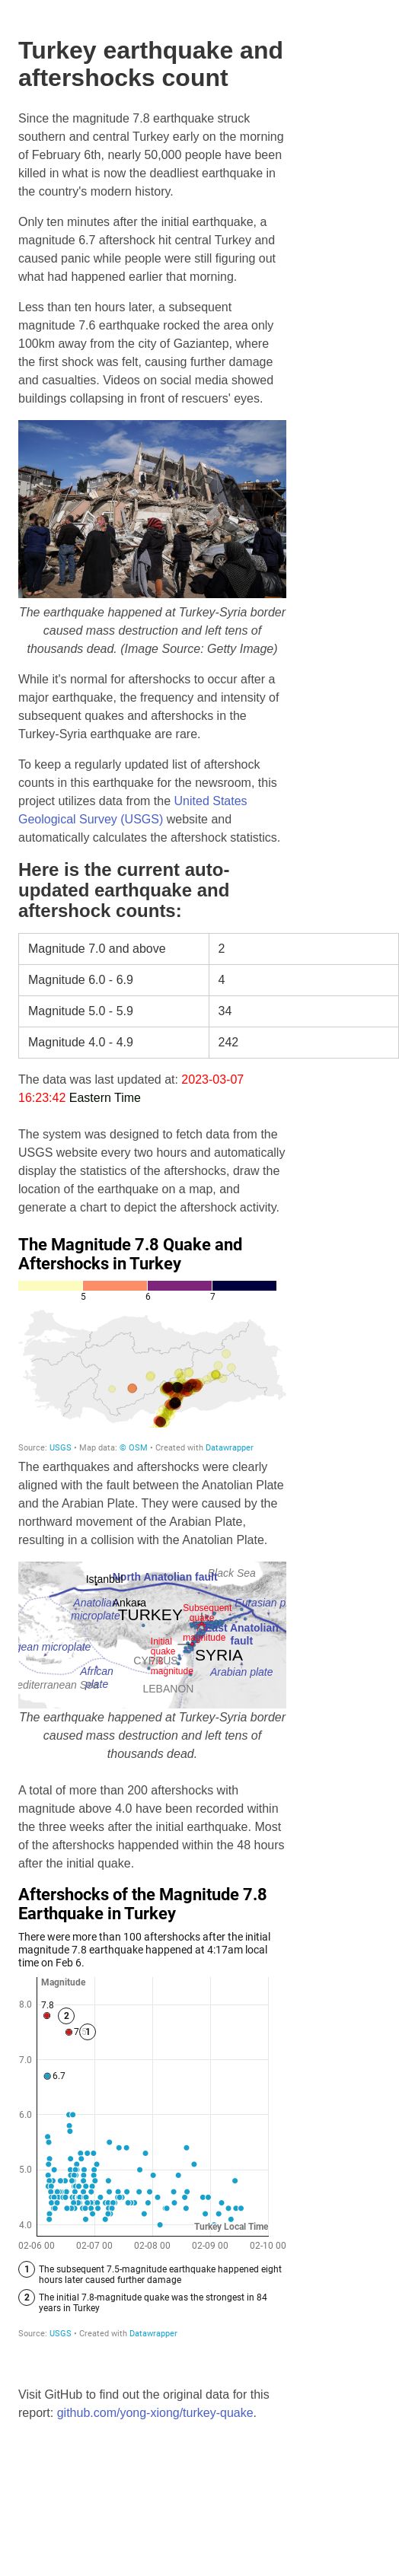 Turkey earthquake and
aftershocks count
Since the magnitude 7.8 earthquake struck
southern and central Turkey early on the morning
of February 6th, nearly 50,000 people have been
killed in what is now the deadliest earthquake in
the country's modern history.
Only ten minutes after the initial earthquake, a
magnitude 6.7 aftershock hit central Turkey and
caused panic while people were still figuring out
what had happened earlier that morning.
Less than ten hours later, a subsequent
magnitude 7.6 earthquake rocked the area only
100km away from the city of Gaziantep, where
the first shock was felt, causing further damage
and casualties. Videos on social media showed
buildings collapsing in front of rescuers' eyes.
The earthquake happened at Turkey-Syria border
caused mass destruction and left tens of
thousands dead. (Image Source: Getty Image)
While it's normal for aftershocks to occur after a
major earthquake, the frequency and intensity of
subsequent quakes and aftershocks in the
Turkey-Syria earthquake are rare.
To keep a regularly updated list of aftershock
counts in this earthquake for the newsroom, this
project utilizes data from the United States
Geological Survey (USGS) website and
automatically calculates the aftershock statistics.
Here is the current auto-
updated earthquake and
aftershock counts:
Magnitude 7.0 and above 2
Magnitude 6.0 - 6.9 4
Magnitude 5.0 - 5.9 34
Magnitude 4.0 - 4.9 242
The data was last updated at: 2023-03-07
16:23:42 Eastern Time
The system was designed to fetch data from the
USGS website every two hours and automatically
display the statistics of the aftershocks, draw the
location of the earthquake on a map, and
generate a chart to depict the aftershock activity.
The Magnitude 7.8 Quake and
Aftershocks in Turkey
5 6 7
Source: USGS • Map data: © OSM • Created with Datawrapper
The earthquakes and aftershocks were clearly
aligned with the fault between the Anatolian Plate
and the Arabian Plate. They were caused by the
northward movement of the Arabian Plate,
resulting in a collision with the Anatolian Plate.
Black Sea
Istanbul North Anatolian fault
Anatolian Ankara Eurasian p
microplate TURKEY Subsequent
quake
East Anatolian
magnitude fault
gean microplate Initial
quake
SYRIA
CYPRUS 7.8
African magnitude Arabian plate
editerranean Sea plate
LEBANON
The earthquake happened at Turkey-Syria border
caused mass destruction and left tens of
thousands dead.
A total of more than 200 aftershocks with
magnitude above 4.0 have been recorded within
the three weeks after the initial earthquake. Most
of the aftershocks happended within the 48 hours
after the initial quake.
Aftershocks of the Magnitude 7.8
Earthquake in Turkey
There were more than 100 aftershocks after the initial
magnitude 7.8 earthquake happened at 4:17am local
time on Feb 6.
Magnitude
8.0 7.8
2
1
7.0
6.7
6.0
5.0
4.0 Turkey Local Time
02-06 00 02-07 00 02-08 00 02-09 00 02-10 00
1 The subsequent 7.5-magnitude earthquake happened eight
hours later caused further damage
2 The initial 7.8-magnitude quake was the strongest in 84
years in Turkey
Source: USGS • Created with Datawrapper
Visit GitHub to find out the original data for this
report: github.com/yong-xiong/turkey-quake.